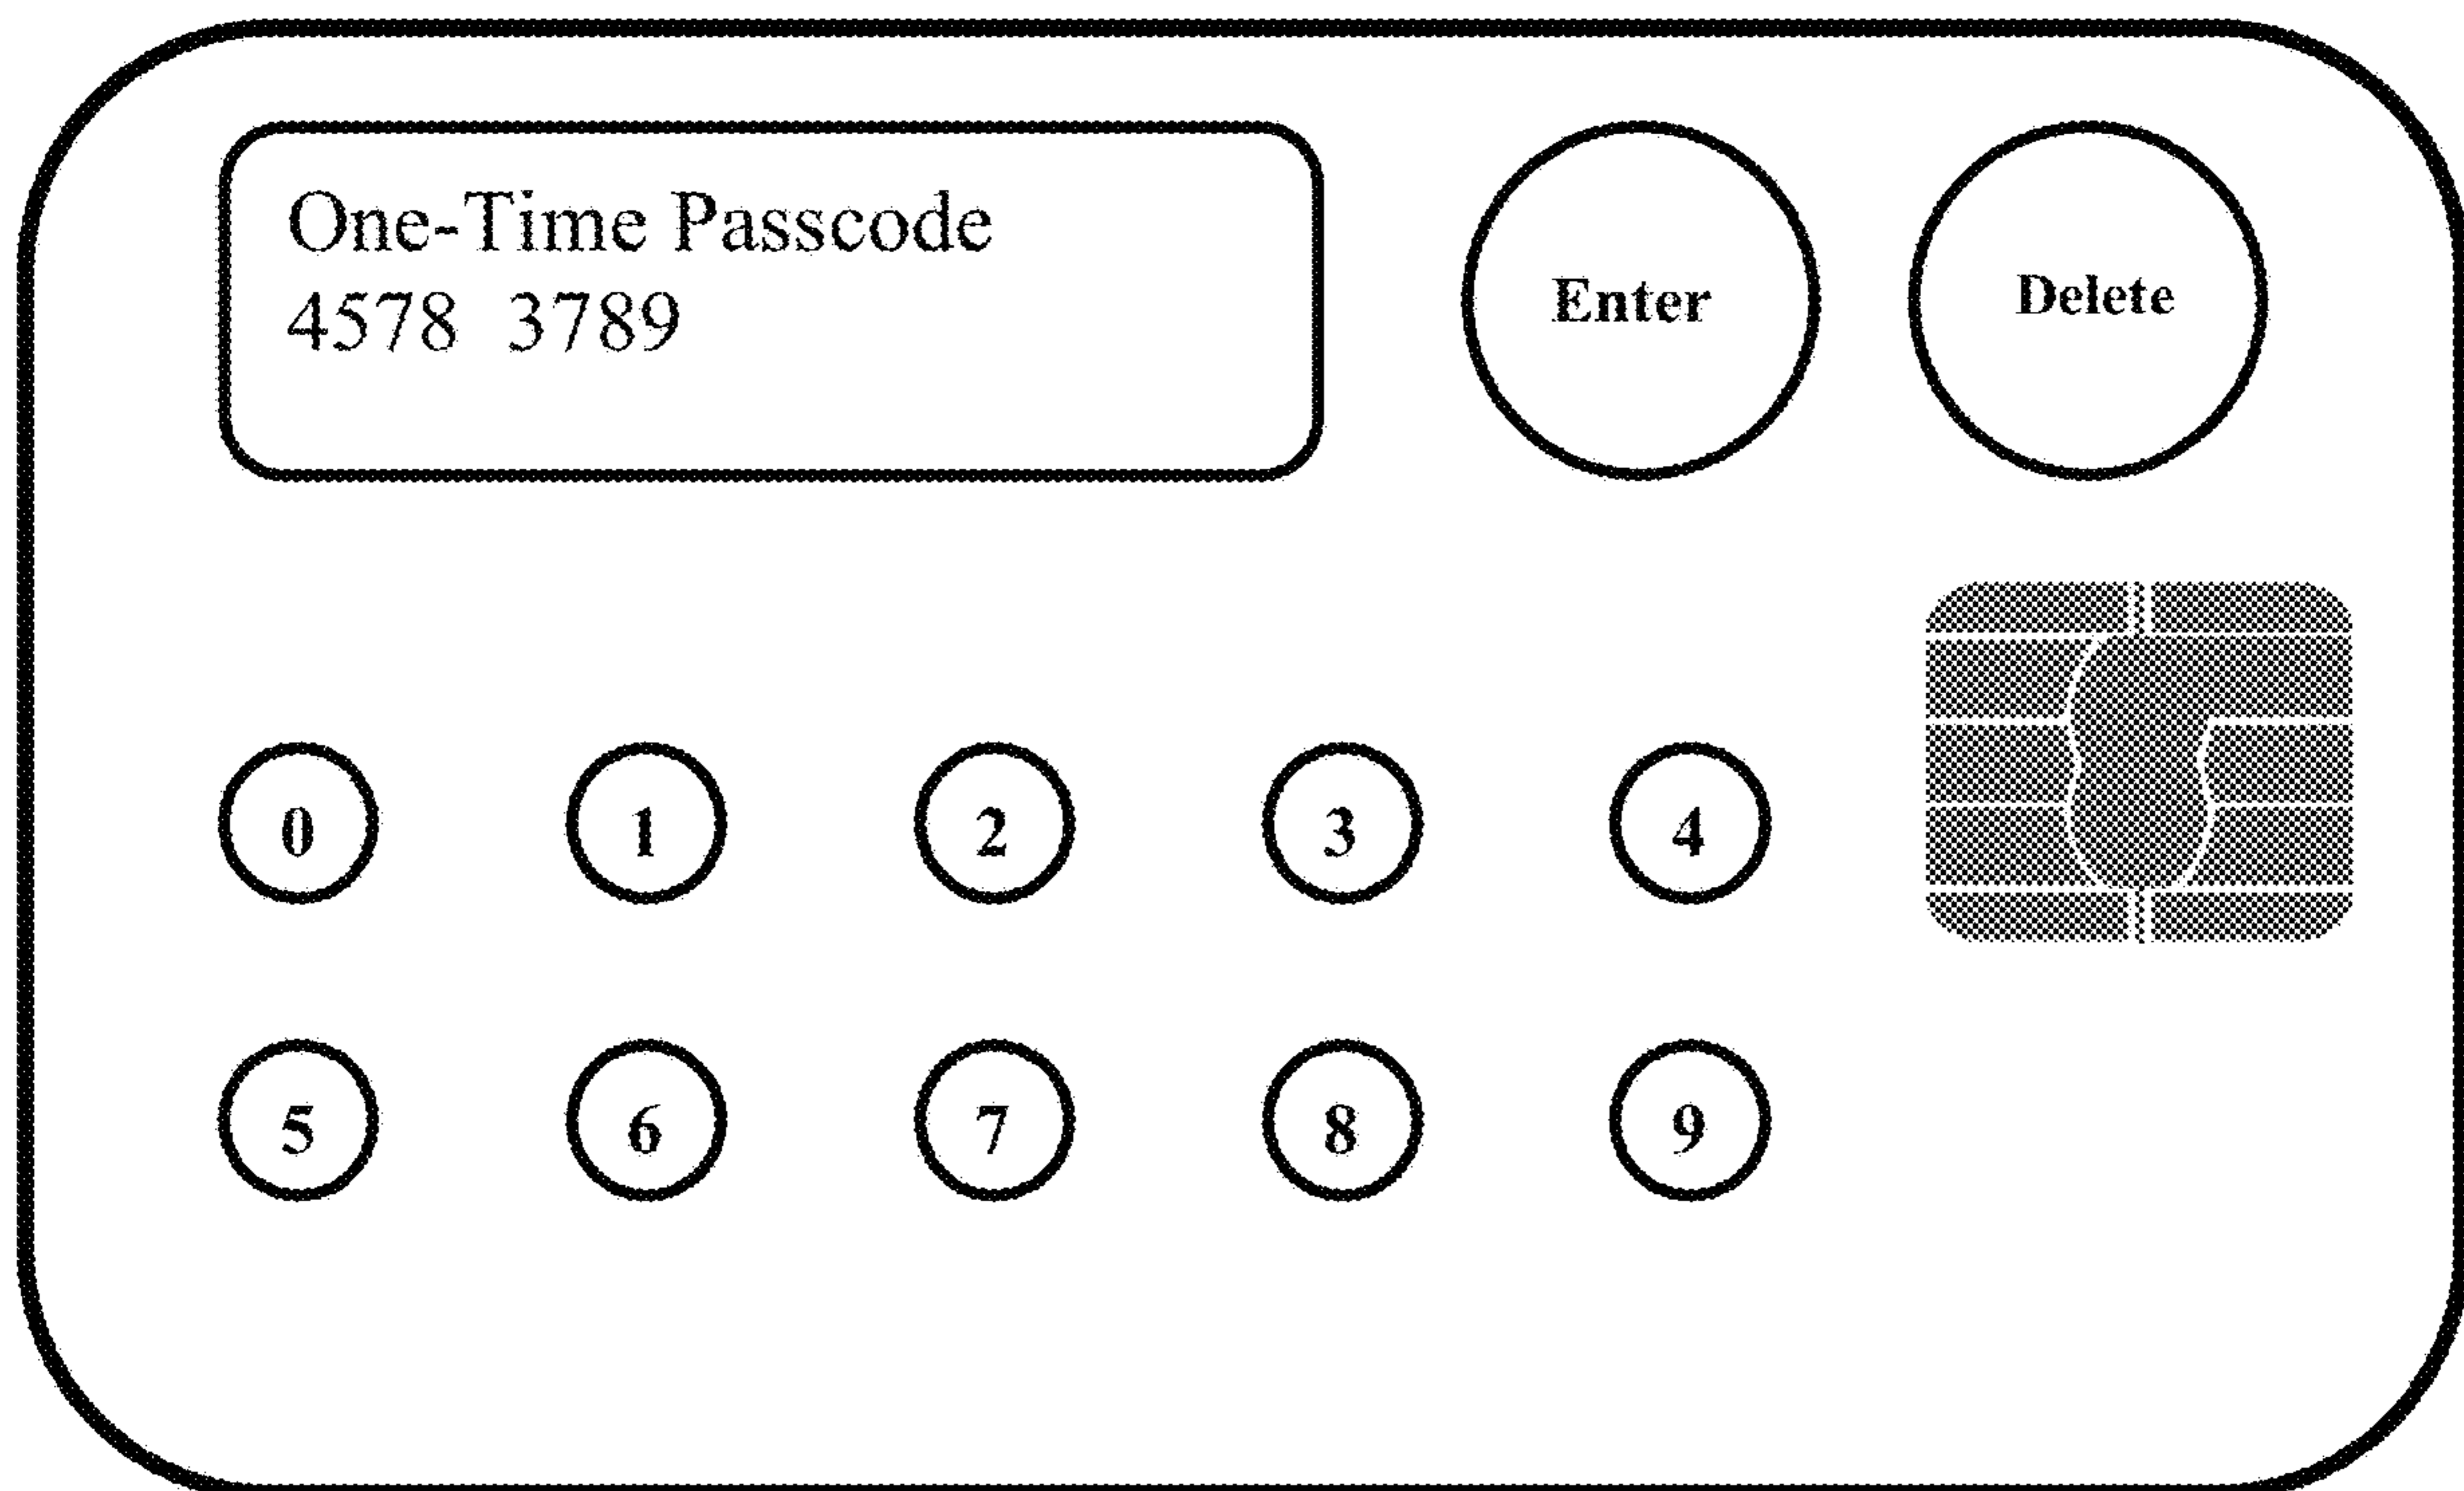 One-Time Passcode
4578 3789
Enter
Delete
0 1 2 3 4
5 6 7 8 9